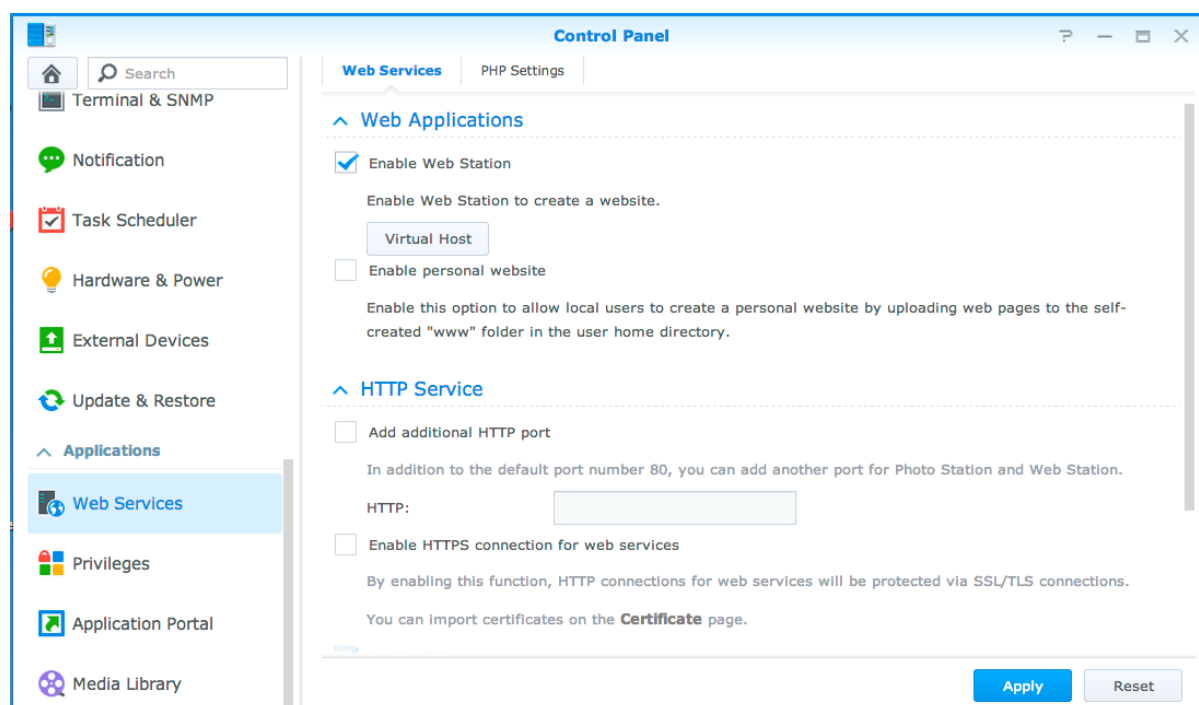 Control Panel
Search
Terminal & SNMP
Notification
Task Scheduler
Hardware & Power
External Devices
Update & Restore
Applications
Web Services
Privileges
Application Portal
Media Library
Web Services
PHP Settings
Web Applications
Enable Web Station
Enable Web Station to create a website.
Virtual Host
Enable personal website
Enable this option to allow local users to create a personal website by uploading web pages to the self-
created "www" folder in the user home directory.
HTTP Service
Add additional HTTP port
In addition to the default port number 80, you can add another port for Photo Station and Web Station.
HTTP:
Enable HTTPS connection for web services
By enabling this function, HTTP connections for web services will be protected via SSL/TLS connections.
You can import certificates on the Certificate page.
Apply
Reset